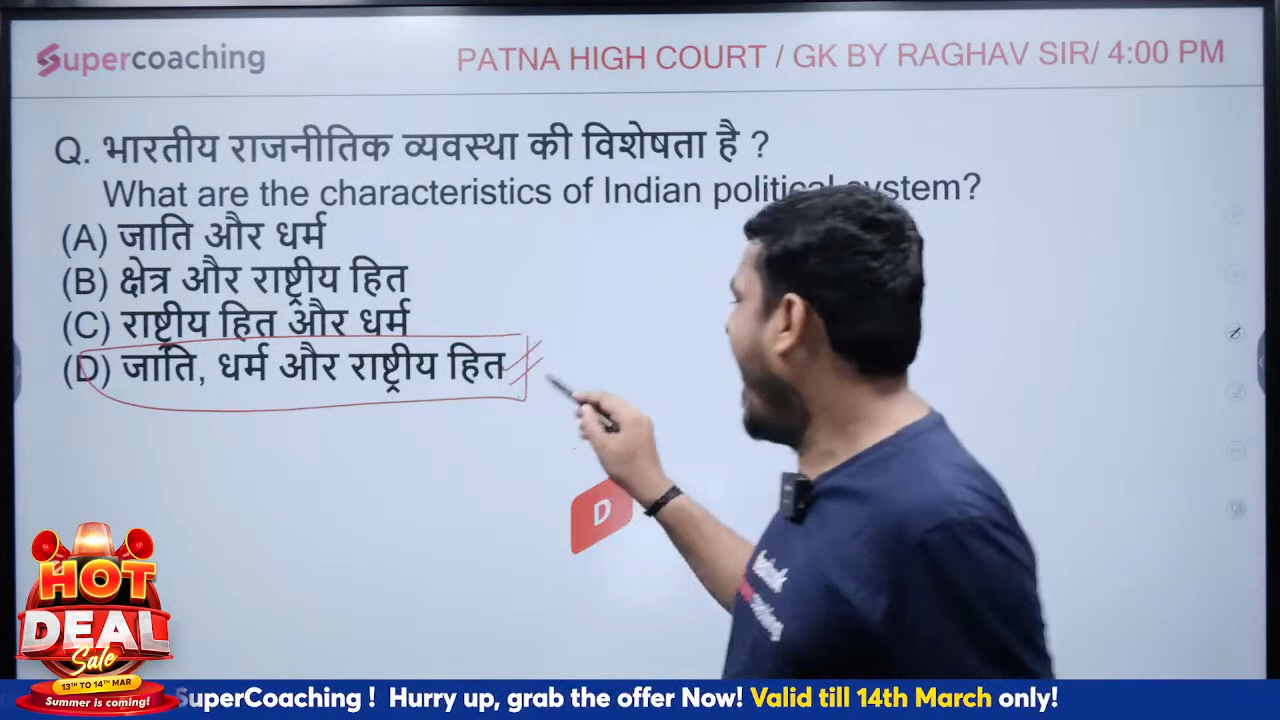 Supercoaching
PATNA HIGH COURT / GK BY RAGHAV SIR/ 4:00 PM
Q. भारतीय राजनीतिक व्यवस्था की विशेषता है ?
What are the characteristics of Indian political system?
(A) जाति और धर्म
(B) क्षेत्र और राष्ट्रीय हित
(C) राष्ट्रीय हित और धर्म
(D) जाति, धर्म और राष्ट्रीय हित
D
HOT
DEAL
Sale
13TH TO 14TH MAR
Summer is coming!
SuperCoaching ! Hurry up, grab the offer Now! Valid till 14th March only!